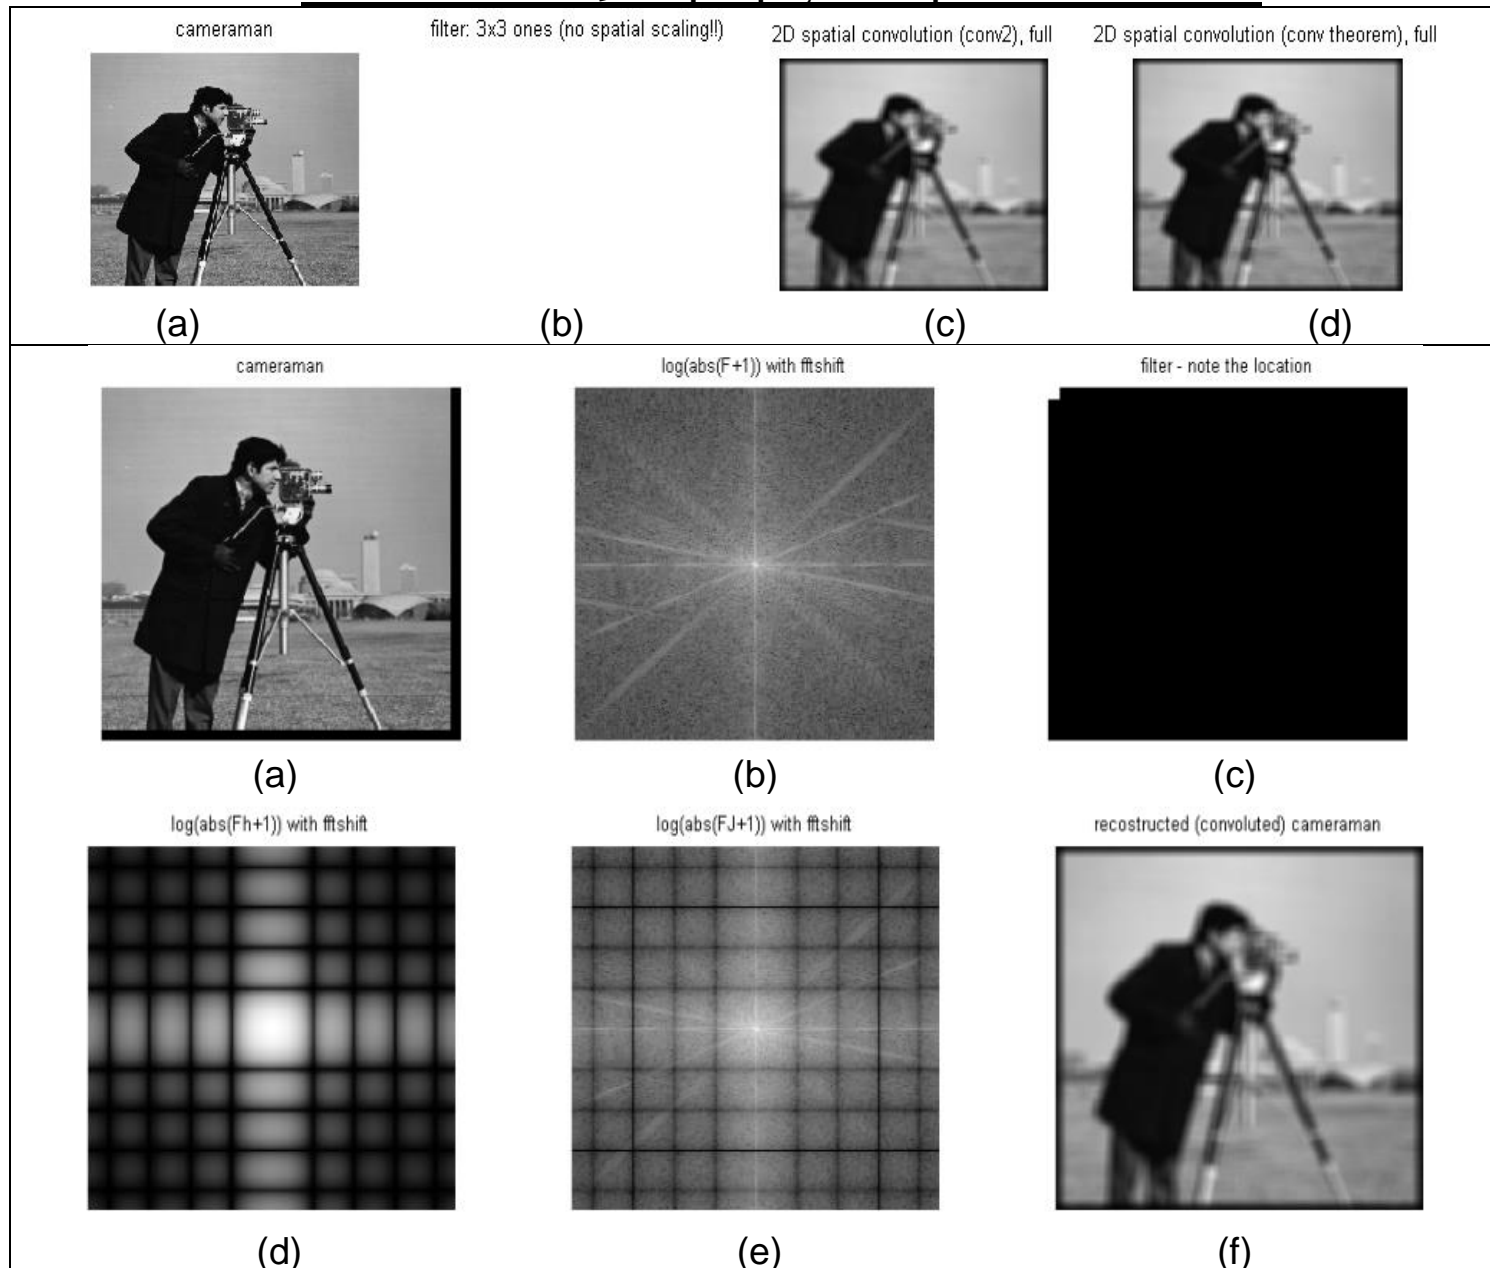 cameraman
filter: 3x3 ones (no spatial scaling!!)
2D spatial convolution (conv2), full
2D spatial convolution (conv theorem), full
(a)
(b)
(c)
(d)
cameraman
log(abs(F+1)) with fftshift
filter - note the location
(a)
(b)
(c)
log(abs(Fh+1)) with fftshift
log(abs(FJ+1)) with fftshift
recostructed (convoluted) cameraman
(d)
(e)
(f)